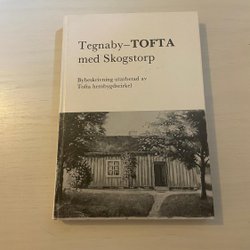 Tegnaby–TOFTA
med Skogstorp
Bybeskrivning utarbetad av
Tofta hembygdscirkel